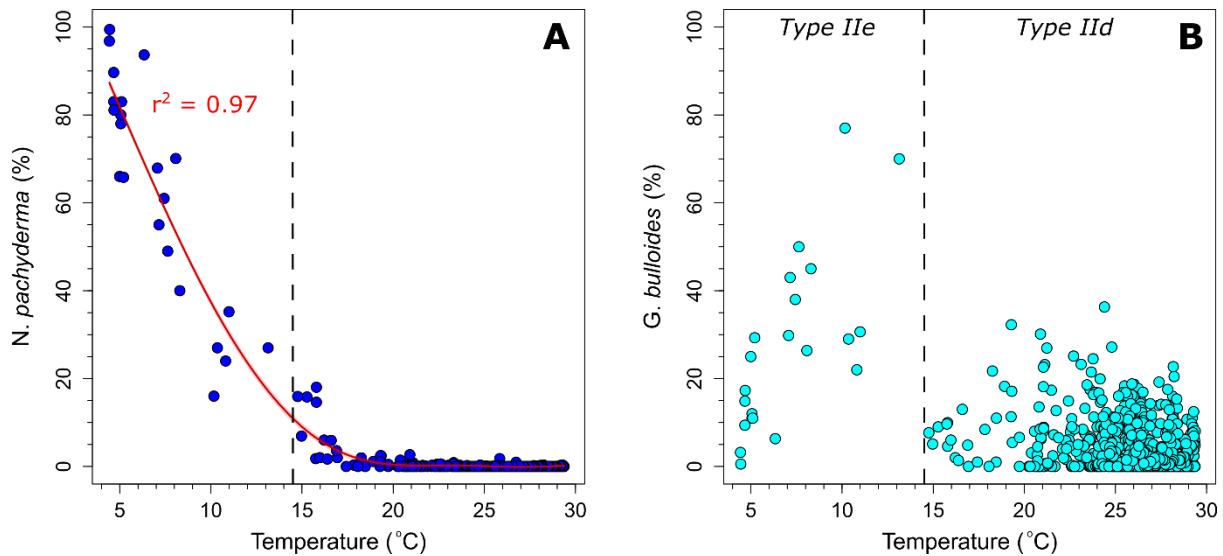 A
r² = 0.97
100
80
60
40
20
0
N. pachyderma (%)
5 10 15 20 25 30
Temperature (°C)
Type IIe Type IId B
100
80
60
40
20
0
G. bulloides (%)
5 10 15 20 25 30
Temperature (°C)